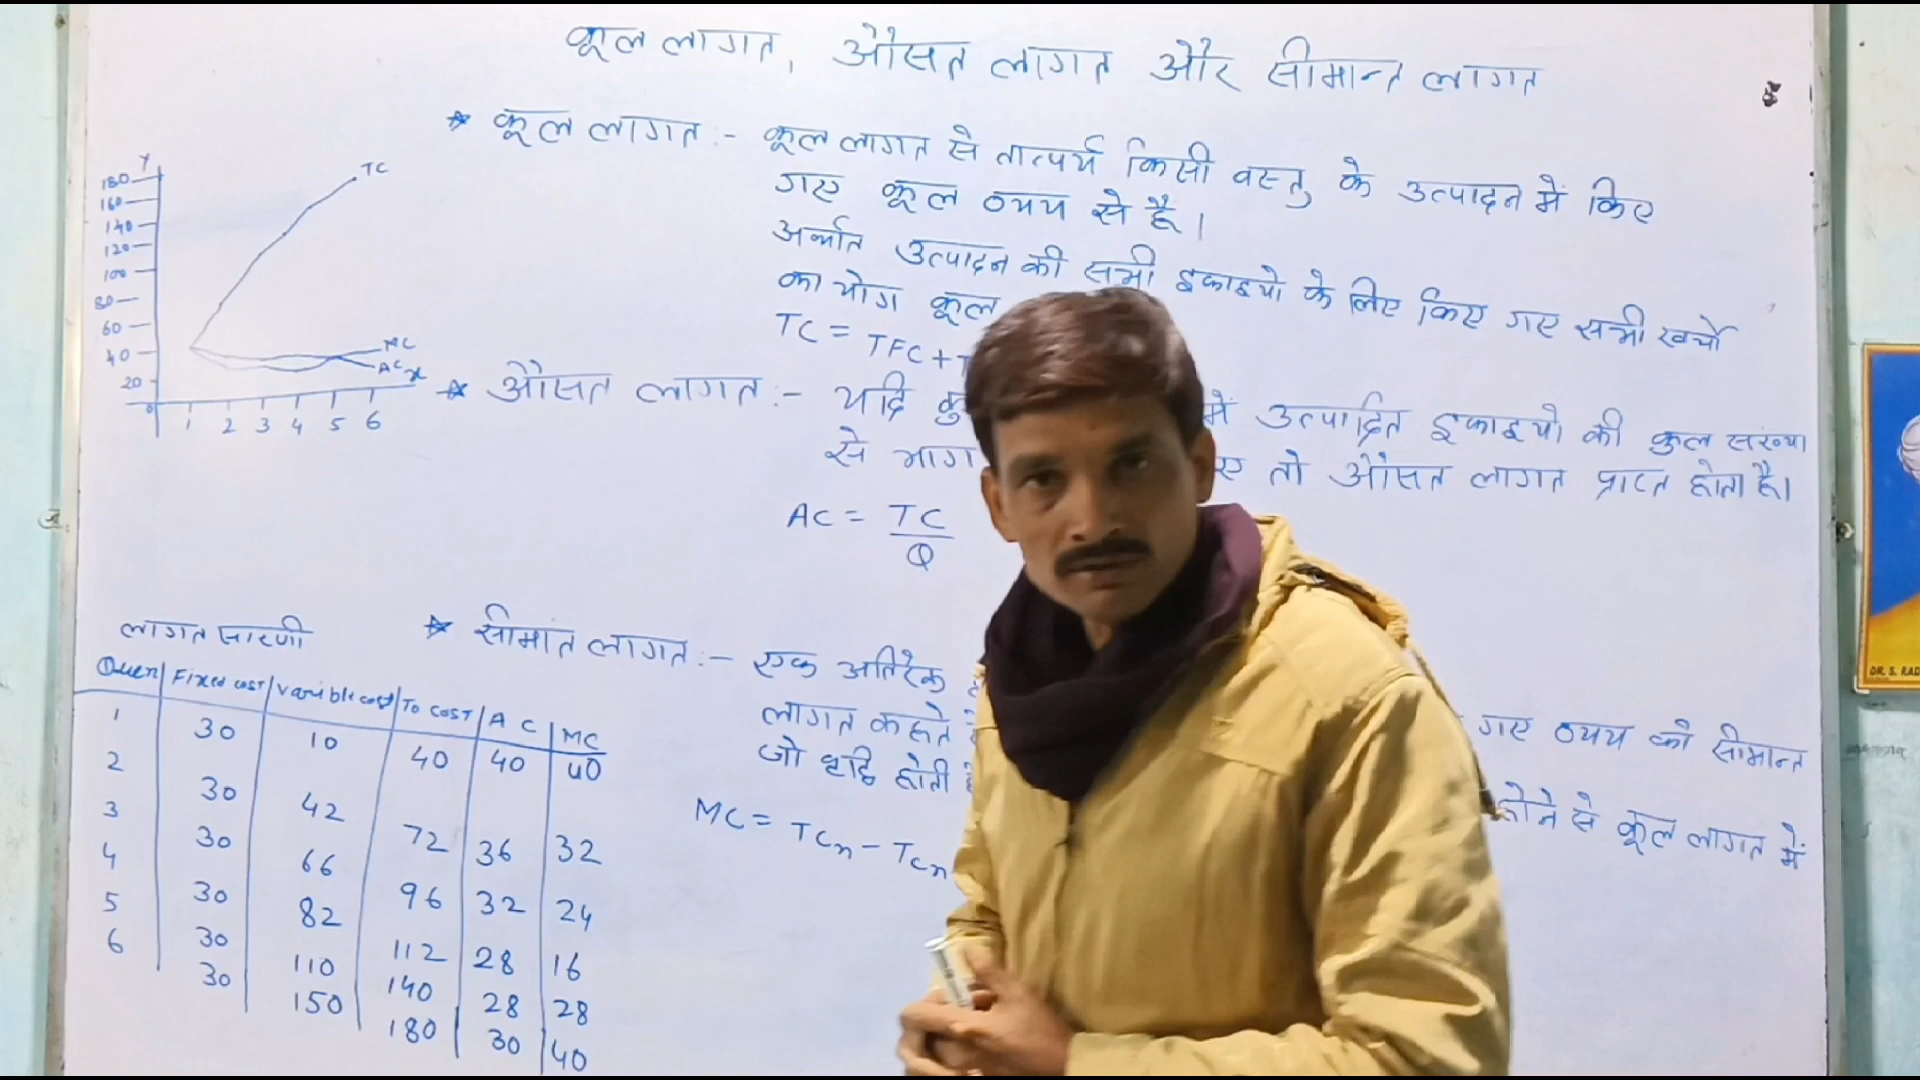 कूल लागत, औसत लागत और सीमान्त लागत
* कूल लागत :- कूल लागत से तात्पर्य किसी वस्तु के उत्पादन में किए
गए कूल व्यय से है।
अर्थात उत्पादन की सभी इकाइयो के लिए किए गए सभी खर्चो
का योग कूल
TC = TFC + T
* औसत लागत :- यदि कु में उत्पादित इकाइयो की कुल संख्या
से भाग ए तो औसत लागत प्राप्त होता है।
AC = TC
Q
* सीमांत लागत :- एक अतिरेक गए व्यय को सीमान्त
लागत कहते
जो वृद्धि होती होने से कूल लागत में
MC = TCn - TCn
Y
180
160
140
120
100
80
60
40
20
0
1 2 3 4 5 6
TC
MC
AC
x
लागत सारणी
Quen Fixed cost Variable cost To cost A C MC
1 30 10 40 40 40
2 30 42 72 36 32
3 30 66 96 32 24
4 30 82 112 28 16
5 30 110 140 28 28
6 30 150 180 30 40
DR. S. RAD